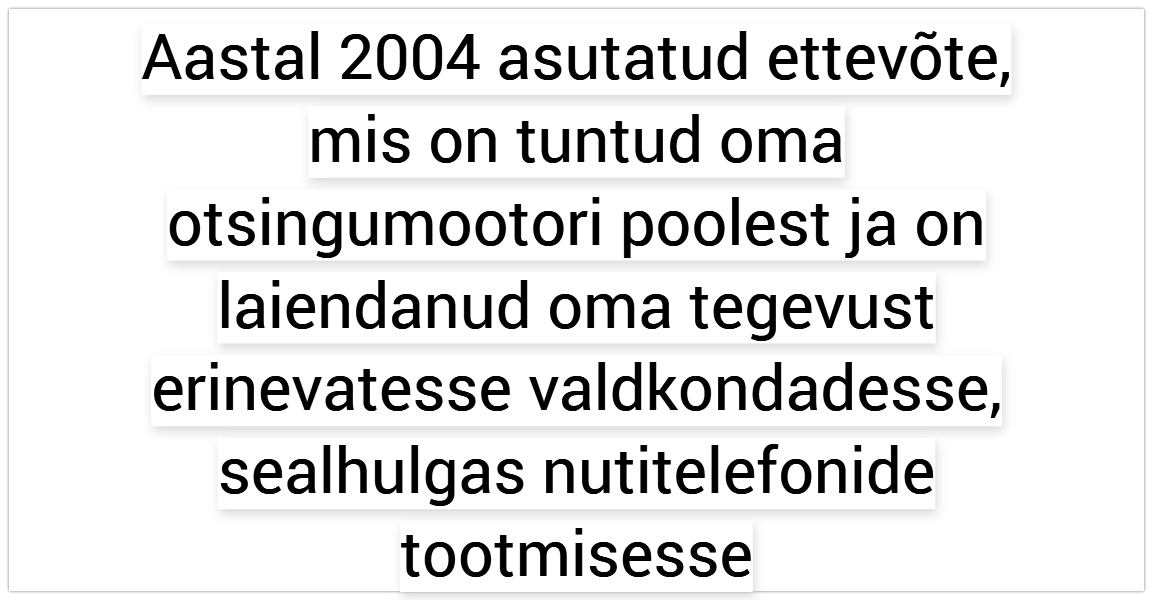 Aastal 2004 asutatud ettevõte,
mis on tuntud oma
otsingumootori poolest ja on
laiendanud oma tegevust
erinevatesse valdkondadesse,
sealhulgas nutitelefonide
tootmisesse